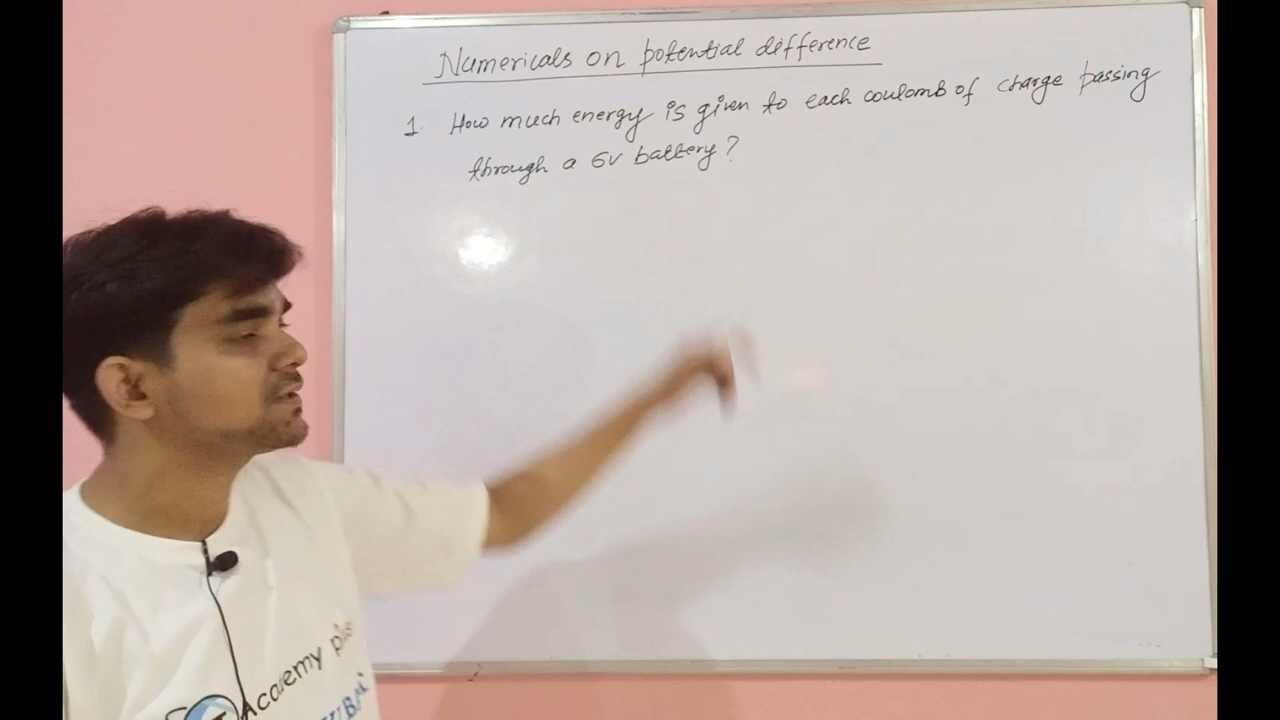 Numericals on potential difference
1. How much energy is given to each coulomb of charge passing
through a 6V battery?
Academy plus